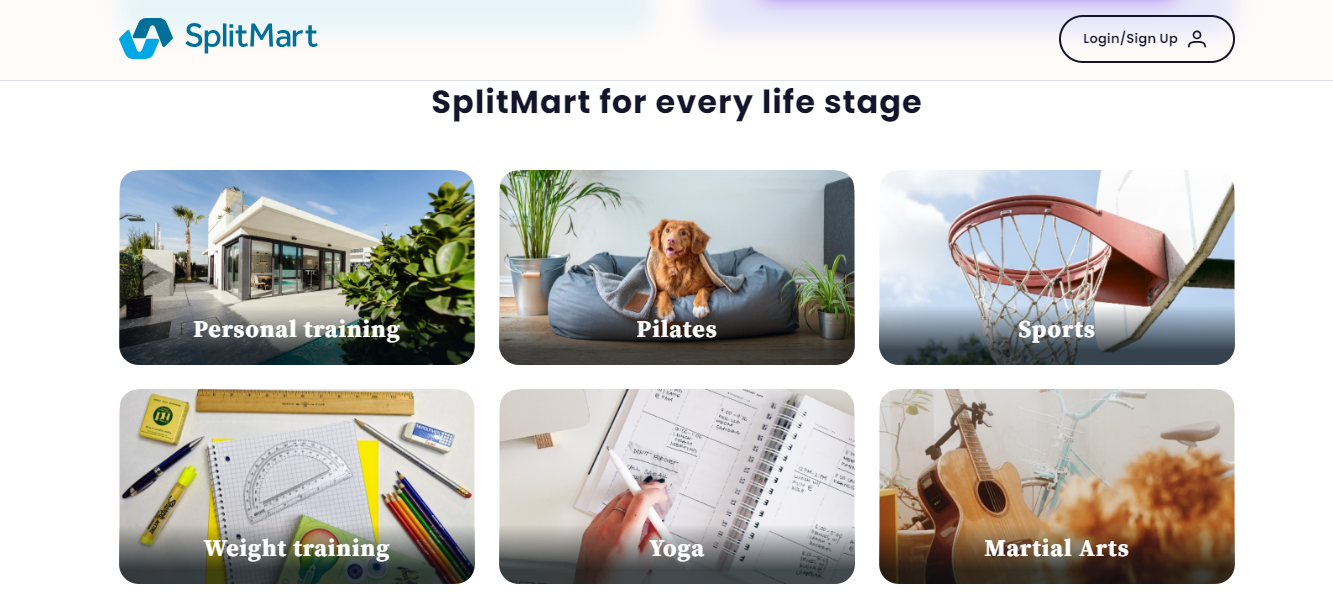 SplitMart
Login/Sign Up
SplitMart for every life stage
Personal training
Pilates
Sports
Weight training
Yoga
Martial Arts